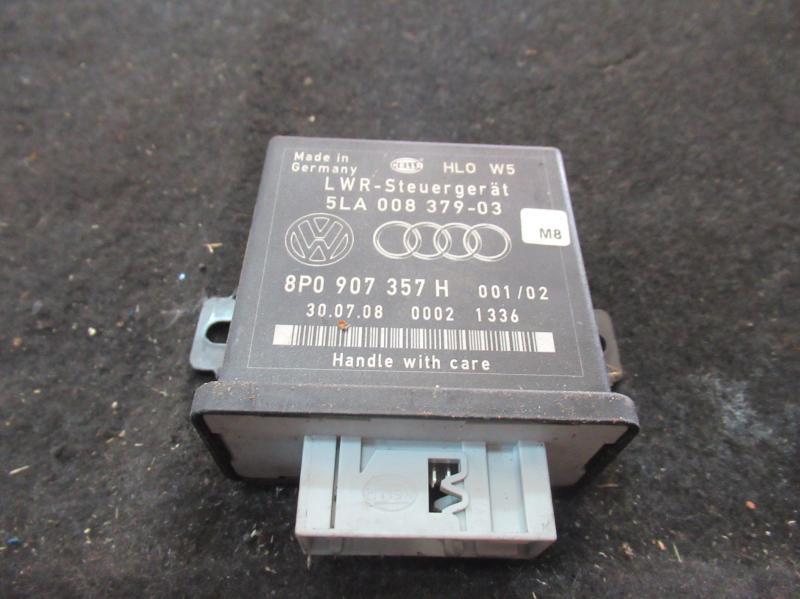 Made in
Germany
HELLA
HLO W5
LWR-Steuergerät
5LA 008 379-03
M8
8P0 907 357 H 001/02
30.07.08 0002 1336
Handle with care